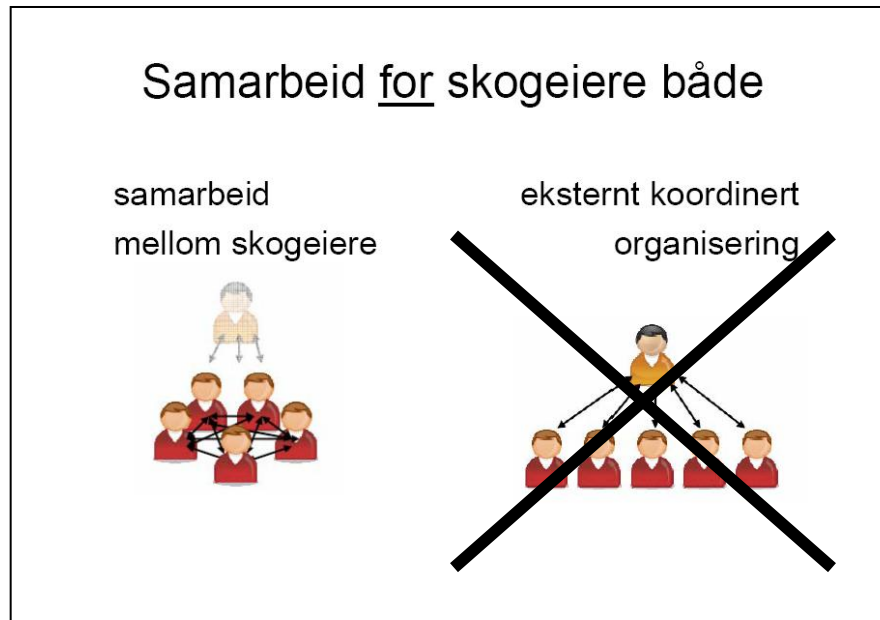 Samarbeid for skogeiere både
samarbeid
mellom skogeiere
eksternt koordinert
organisering